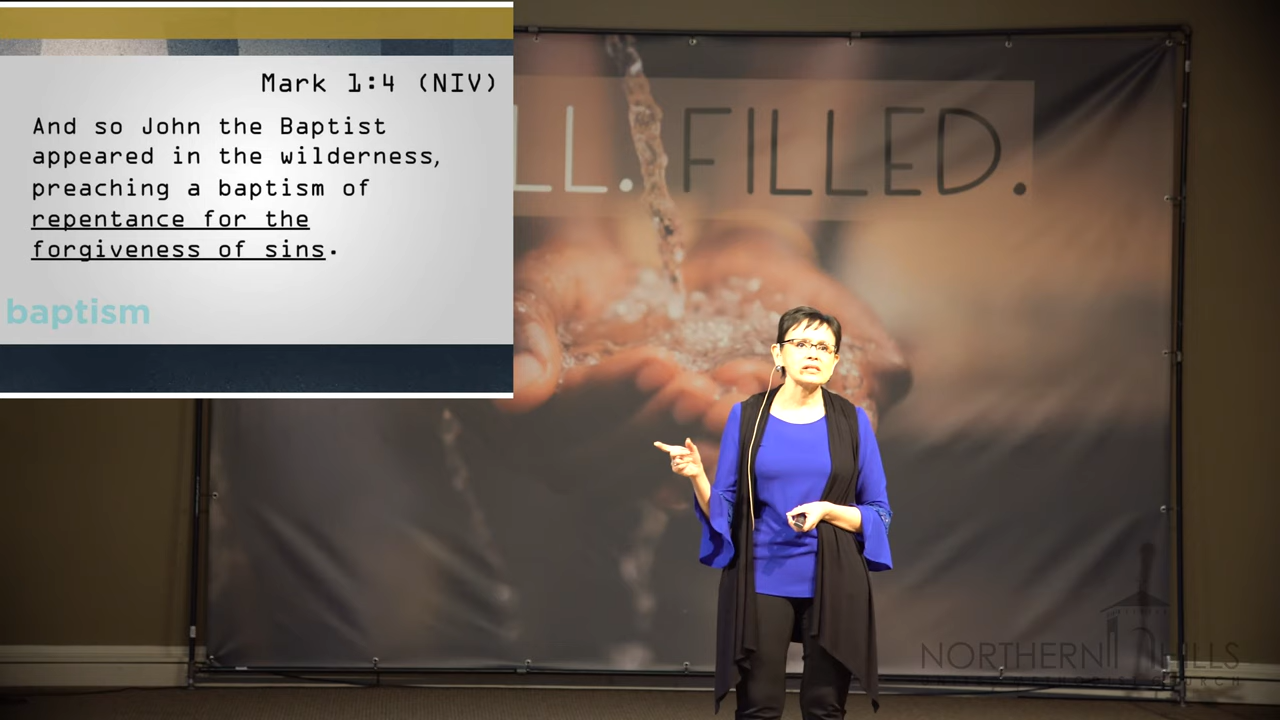 Mark 1:4 (NIV)
And so John the Baptist
appeared in the wilderness,
preaching a baptism of
repentance for the
forgiveness of sins.
baptism
LL. FILLED.
NORTHERN HILLS